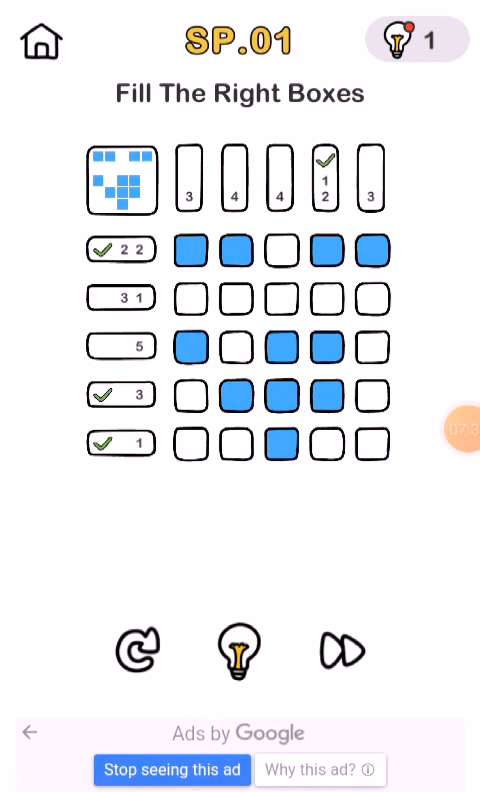 SP.01
1
Fill The Right Boxes
3 4 4 1 2 3
2 2
3 1
5
3
1
Ads by Google
Stop seeing this ad
Why this ad?